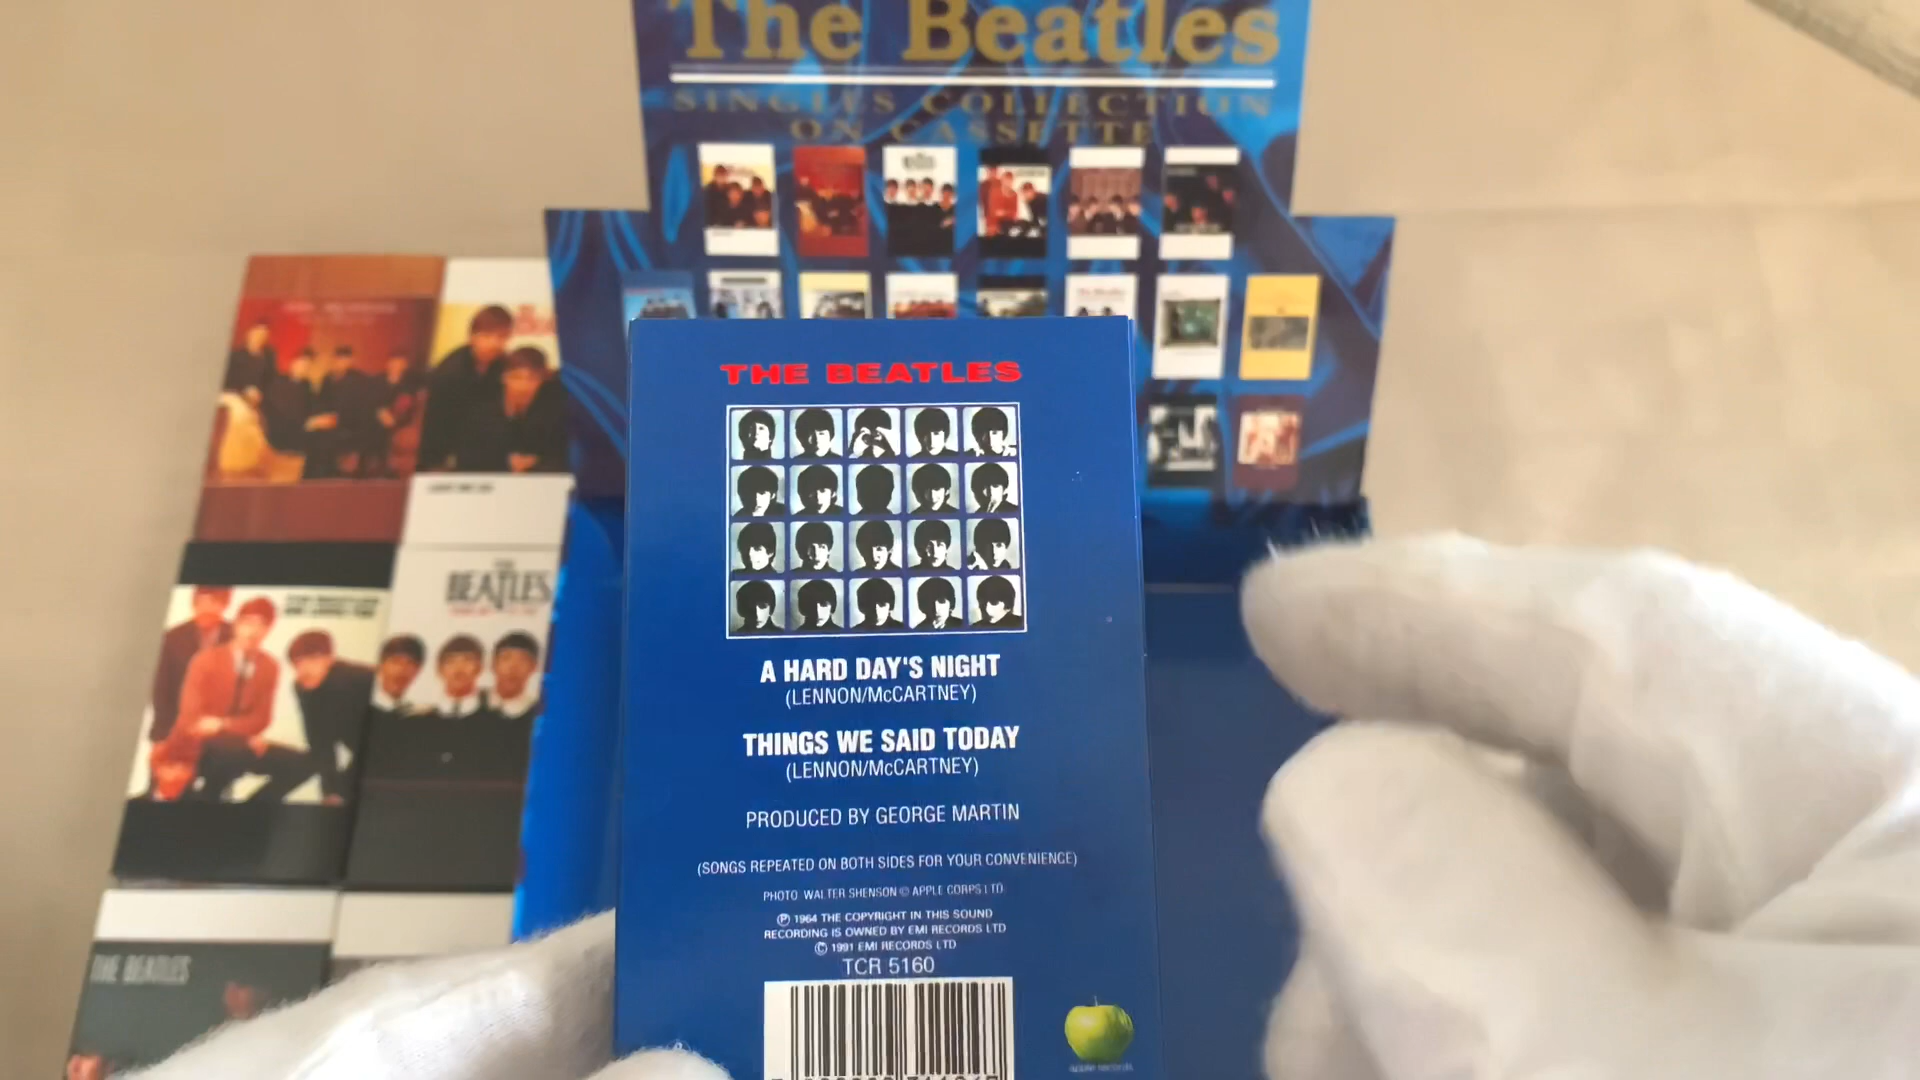 The Beatles
SINGLES COLLECTION
ON CASSETTE
THE BEATLES
A HARD DAY'S NIGHT
(LENNON/McCARTNEY)
THINGS WE SAID TODAY
(LENNON/McCARTNEY)
PRODUCED BY GEORGE MARTIN
(SONGS REPEATED ON BOTH SIDES FOR YOUR CONVENIENCE)
PHOTO WALTER SHENSON © APPLE CORPS LTD
℗ 1964 THE COPYRIGHT IN THIS SOUND
RECORDING IS OWNED BY EMI RECORDS LTD
© 1991 EMI RECORDS LTD
TCR 5160
THE
BEATLES
THE BEATLES